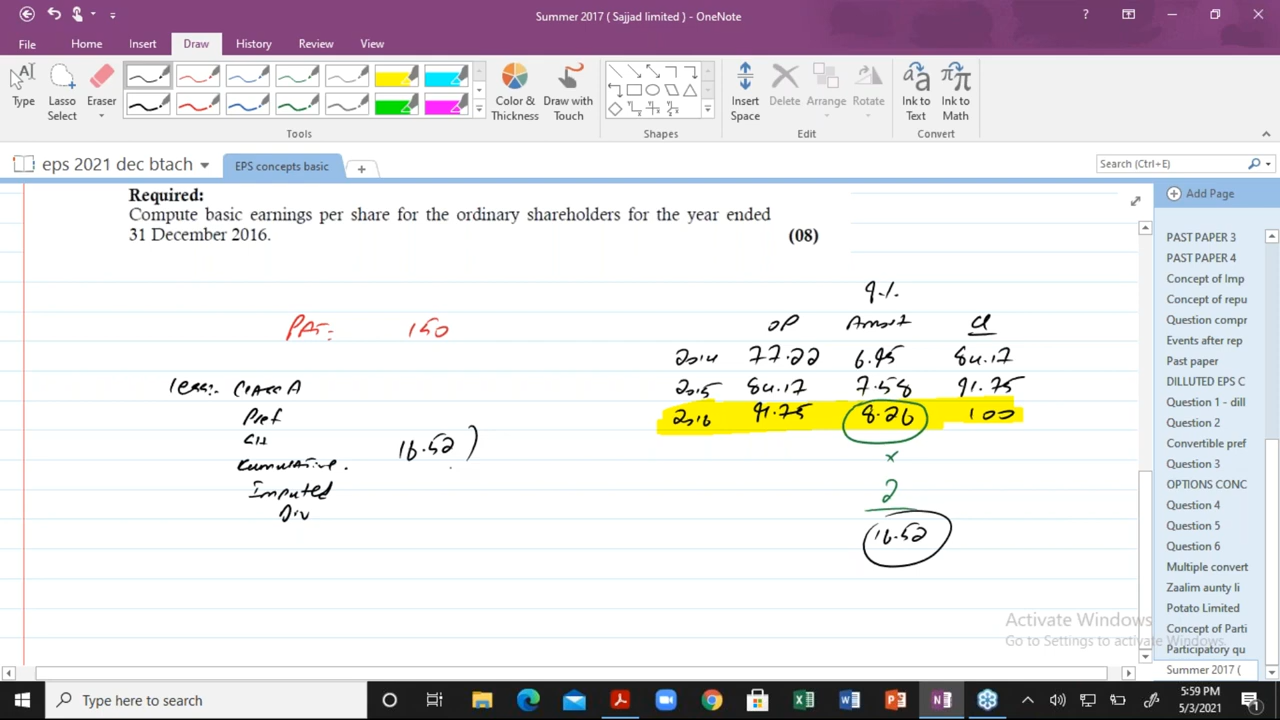 Summer 2017 ( Sajjad limited ) - OneNote
File Home Insert Draw History Review View
Type
Lasso Select
Eraser
Color & Thickness
Draw with Touch
Insert Space
Delete
Arrange
Rotate
Ink to Text
Ink to Math
Tools
Shapes
Edit
Convert
eps 2021 dec btach
EPS concepts basic
Search (Ctrl+E)
Required:
Compute basic earnings per share for the ordinary shareholders for the year ended
31 December 2016. (08)
9%
PAT: 150
OP Amort Cl
2014 77.22 6.95 84.17
Less: Class A
2015 84.17 7.58 91.75
Pref
2016 91.75 8.26 100
16.52)
Cumulative.
x
Imputed
2
Div
16.52
Add Page
PAST PAPER 3
PAST PAPER 4
Concept of Imp
Concept of repu
Question compr
Events after rep
Past paper
DILLUTED EPS C
Question 1 - dill
Question 2
Convertible pref
Question 3
OPTIONS CONC
Question 4
Question 5
Question 6
Multiple convert
Zaalim aunty li
Potato Limited
Concept of Parti
Participatory qu
Summer 2017 (
Activate Windows
Go to Settings to activate Windows.
Type here to search
5:59 PM
5/3/2021